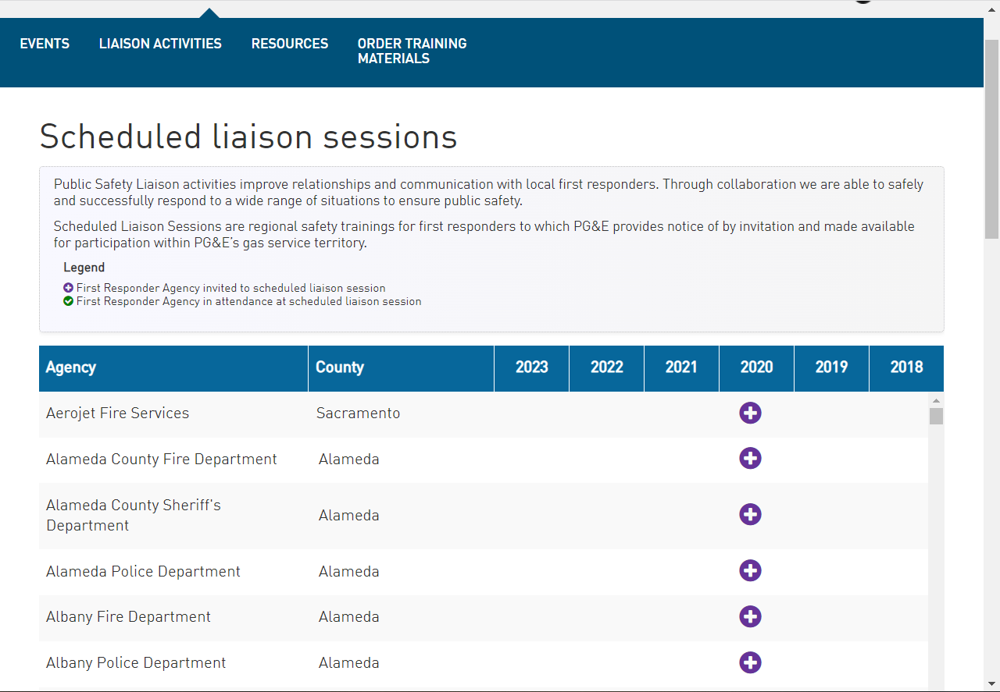 EVENTS LIAISON ACTIVITIES RESOURCES ORDER TRAINING
MATERIALS
Scheduled liaison sessions
Public Safety Liaison activities improve relationships and communication with local first responders. Through collaboration we are able to safely
and successfully respond to a wide range of situations to ensure public safety.
Scheduled Liaison Sessions are regional safety trainings for first responders to which PG&E provides notice of by invitation and made available
for participation within PG&E's gas service territory.
Legend
First Responder Agency invited to scheduled liaison session
First Responder Agency in attendance at scheduled liaison session
Agency County 2023 2022 2021 2020 2019 2018
Aerojet Fire Services Sacramento
Alameda County Fire Department Alameda
Alameda County Sheriff's
Department Alameda
Alameda Police Department Alameda
Albany Fire Department Alameda
Albany Police Department Alameda